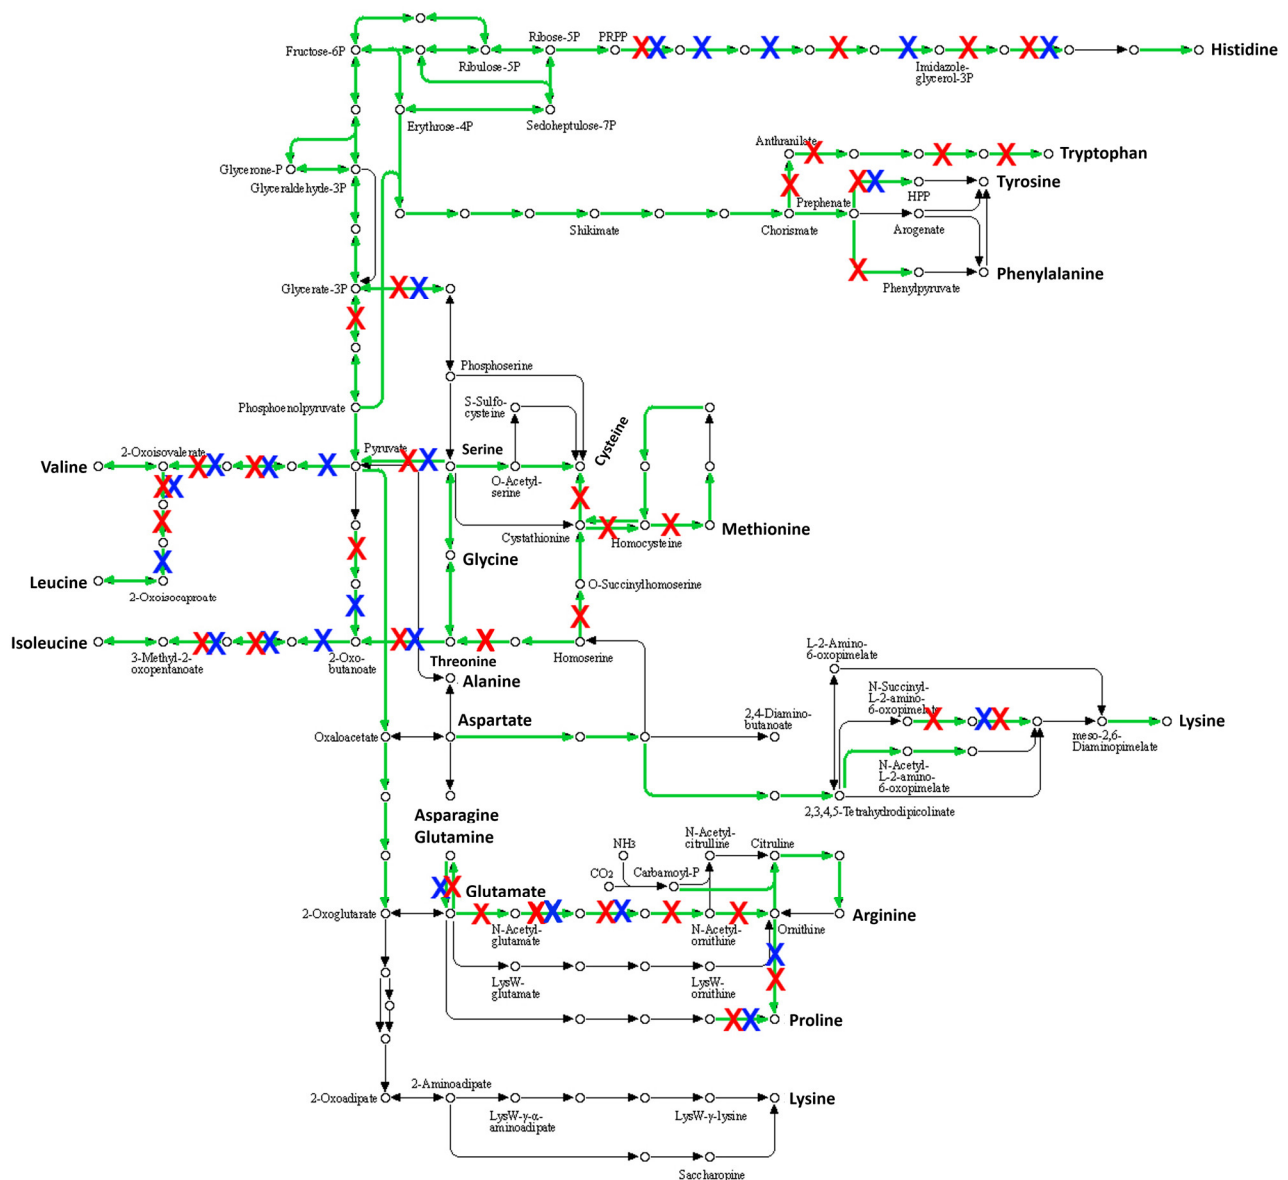 Fructose-6P
Ribose-5P
PRPP
Ribulose-5P
Imidazole-
glycerol-3P
Histidine
Erythrose-4P
Sedoheptulose-7P
Glycerone-P
Glyceraldehyde-3P
Anthranilate
Tryptophan
Tyrosine
HPP
Prephenate
Shikimate
Chorismate
Arogenate
Phenylalanine
Phenylpyruvate
Glycerate-3P
Phosphoserine
Phosphoenolpyruvate
S-Sulfo-
cysteine
Cysteine
Valine
2-Oxoisovalerate
Pyruvate
Serine
O-Acetyl-
serine
Cystathionine
Homocysteine
Methionine
Glycine
Leucine
2-Oxoisocaproate
O-Succinylhomoserine
Isoleucine
3-Methyl-2-
oxopentanoate
2-Oxo-
butanoate
Threonine
Homoserine
Alanine
L-2-Amino-
6-oxopimelate
N-Succinyl-
L-2-amino-
6-oxopimelate
Aspartate
2,4-Diamino-
butanoate
Oxaloacetate
Lysine
meso-2,6-
Diaminopimelate
N-Acetyl-
L-2-amino-
6-oxopimelate
2,3,4,5-Tetrahydrodipicolinate
Asparagine
Glutamine
NH3
N-Acetyl-
citrulline
Citruline
CO2
Carbamoyl-P
Glutamate
2-Oxoglutarate
N-Acetyl-
glutamate
N-Acetyl-
ornithine
Ornithine
Arginine
LysW-
glutamate
LysW-
ornithine
Proline
2-Aminoadipate
2-Oxoadipate
LysW-γ-α-
aminoadipate
LysW-γ-lysine
Lysine
Saccharopine